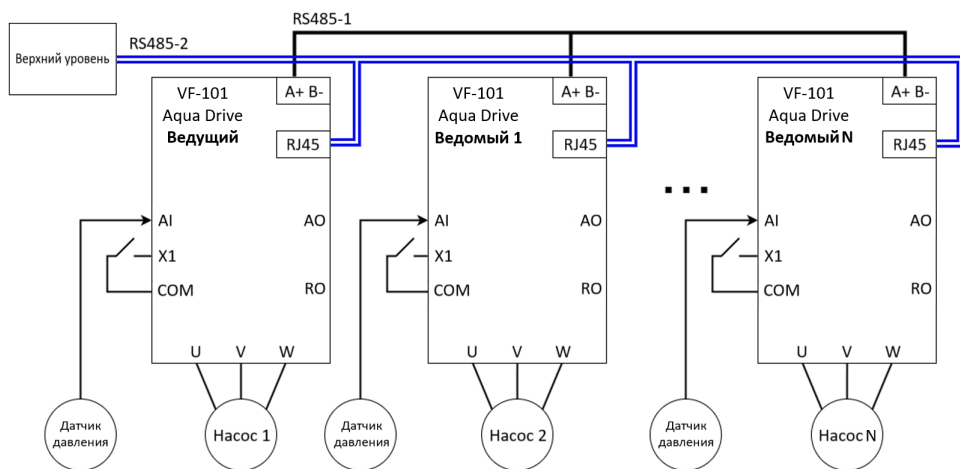 RS485-1
RS485-2
Верхний уровень
VF-101
Aqua Drive
Ведущий
A+ B-
RJ45
AI
AO
X1
COM
RO
U V W
Датчик
давления
Насос 1
VF-101
Aqua Drive
Ведомый 1
A+ B-
RJ45
AI
AO
X1
COM
RO
U V W
Датчик
давления
Насос 2
...
VF-101
Aqua Drive
Ведомый N
A+ B-
RJ45
AI
AO
X1
COM
RO
U V W
Датчик
давления
Насос N